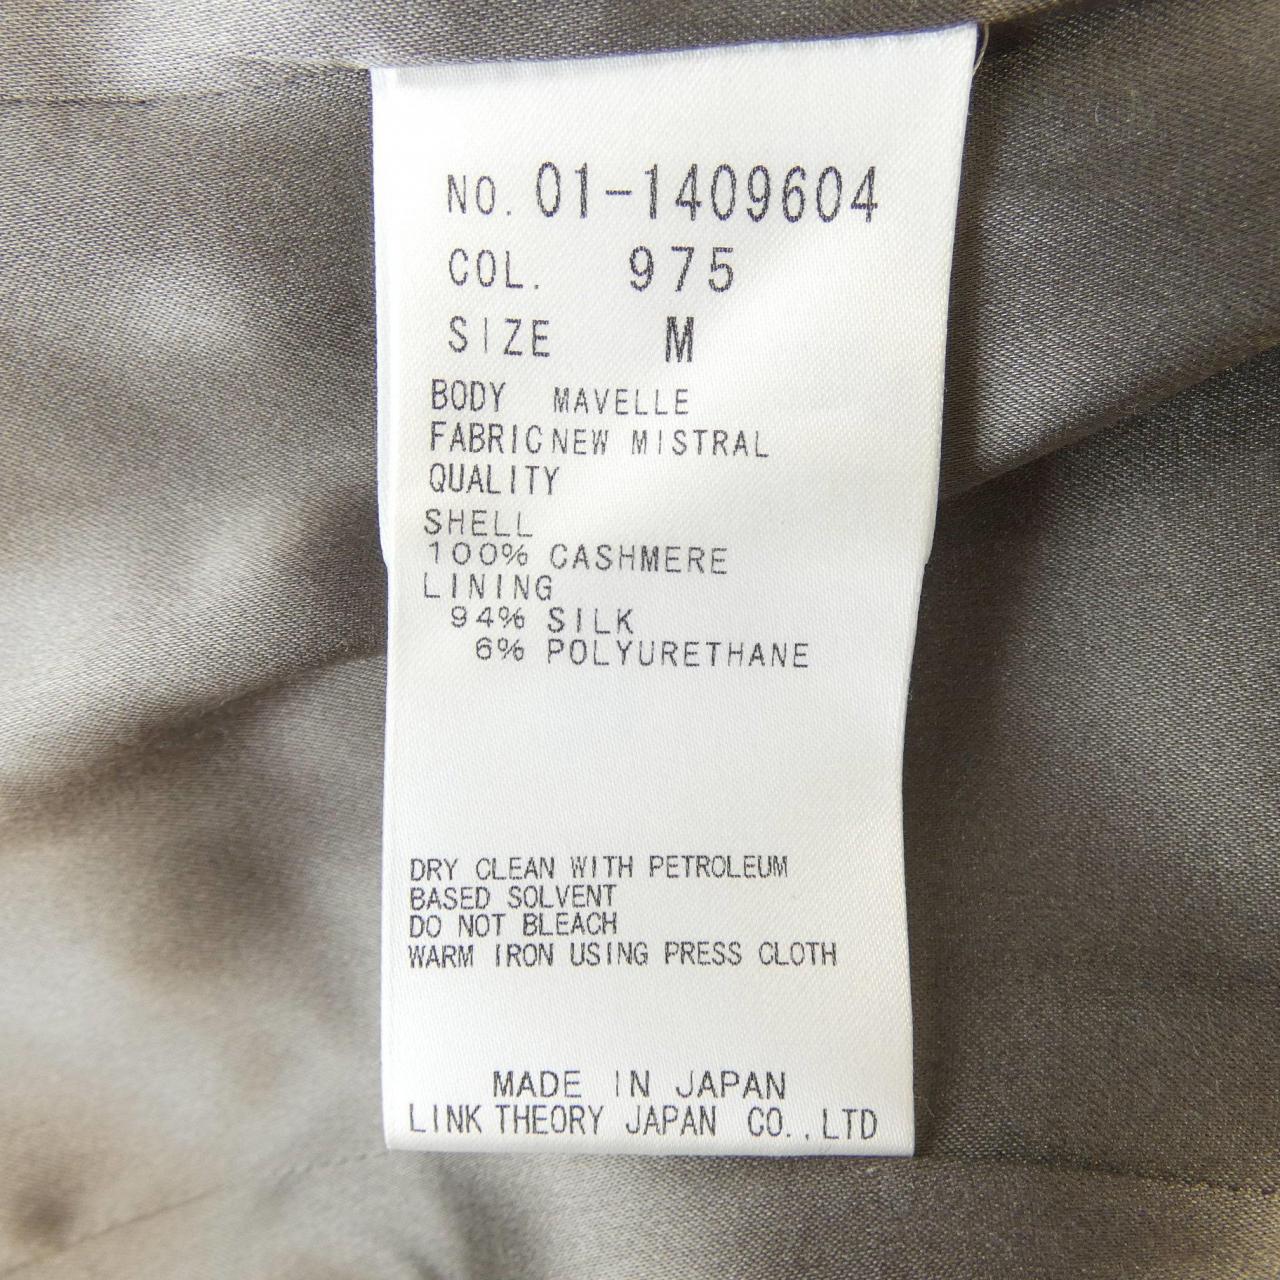 NO. 01-1409604
COL. 975
SIZE M
BODY MAVELLE
FABRIC NEW MISTRAL
QUALITY
SHELL
100% CASHMERE
LINING
94% SILK
6% POLYURETHANE
DRY CLEAN WITH PETROLEUM
BASED SOLVENT
DO NOT BLEACH
WARM IRON USING PRESS CLOTH
MADE IN JAPAN
LINK THEORY JAPAN CO., LTD